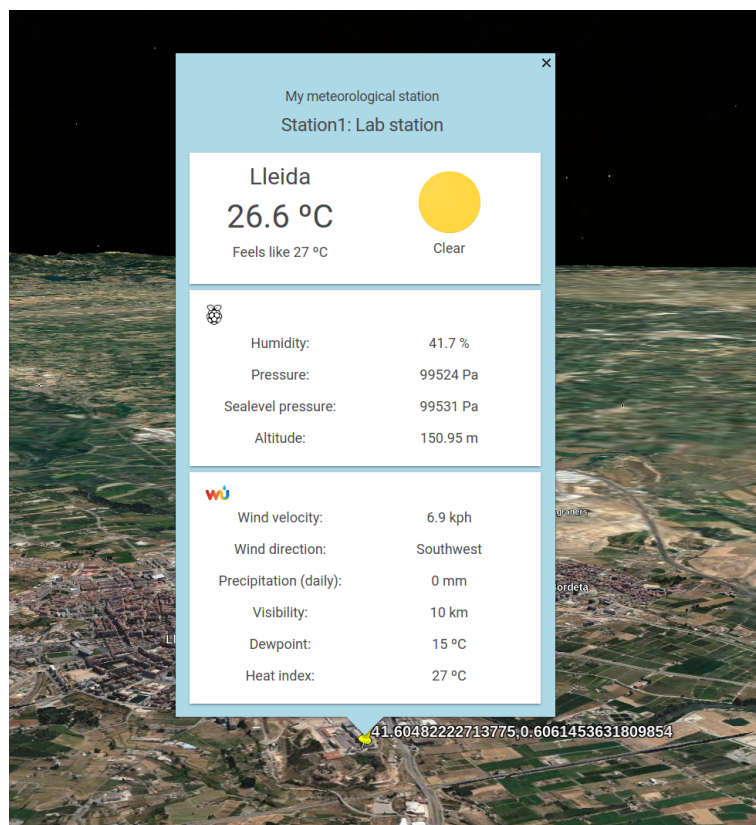 ×
My meteorological station
Station1: Lab station
Lleida
26.6 ºC
Feels like 27 ºC
Clear
Humidity: 41.7 %
Pressure: 99524 Pa
Sealevel pressure: 99531 Pa
Altitude: 150.95 m
wu
Wind velocity: 6.9 kph
Wind direction: Southwest
Precipitation (daily): 0 mm
Visibility: 10 km
Dewpoint: 15 ºC
Heat index: 27 ºC
41.60482222713775,0.6061453631809854